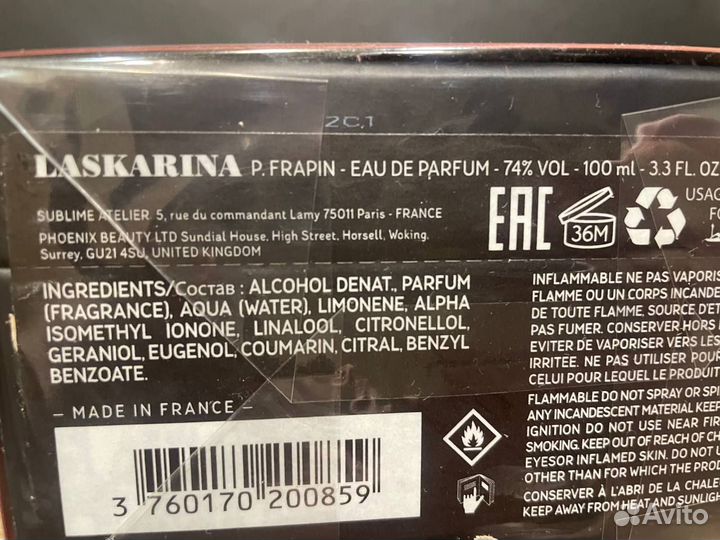 2C.1
LASKARINA P. FRAPIN - EAU DE PARFUM - 74% VOL - 100 ml - 3.3 FL. OZ
SUBLIME ATELIER. 5, rue du commandant Lamy 75011 Paris - FRANCE
PHOENIX BEAUTY LTD Sundial House, High Street, Horsell, Woking.
Surrey, GU21 4SU, UNITED KINGDOM
EAC
36M
USAG
INGREDIENTS/Состав : ALCOHOL DENAT., PARFUM
(FRAGRANCE), AQUA (WATER), LIMONENE, ALPHA
ISOMETHYL IONONE, LINALOOL, CITRONELLOL,
GERANIOL, EUGENOL, COUMARIN, CITRAL, BENZYL
BENZOATE.
– MADE IN FRANCE –
3 760170 200859
INFLAMMABLE NE PAS VAPORIS
FLAMME OU UN CORPS INCANDE
DE TOUTE FLAMME, SOURCE D'ET
PAS FUMER. CONSERVER HORS
EVITER DE VAPORISER VERS LES
IRRITÉE. NE PAS UTILISER POUR
CELUI POUR LEQUEL LE PRODUIT
FLAMMABLE DO NOT SPRAY OR SP
ANY INCANDESCENT MATERIAL KEEP
IGNITION DO NOT USE NEAR FIR
SMOKING. KEEP OUT OF REACH OF CH
EYESOR INFLAMED SKIN. DO NOT
OTHER THAN FOR WHICH THE PROD
CONSERVER À L'ABRI DE LA CHALE
KEEP AWAY FROM HEAT AND SUNLIGH
Avito